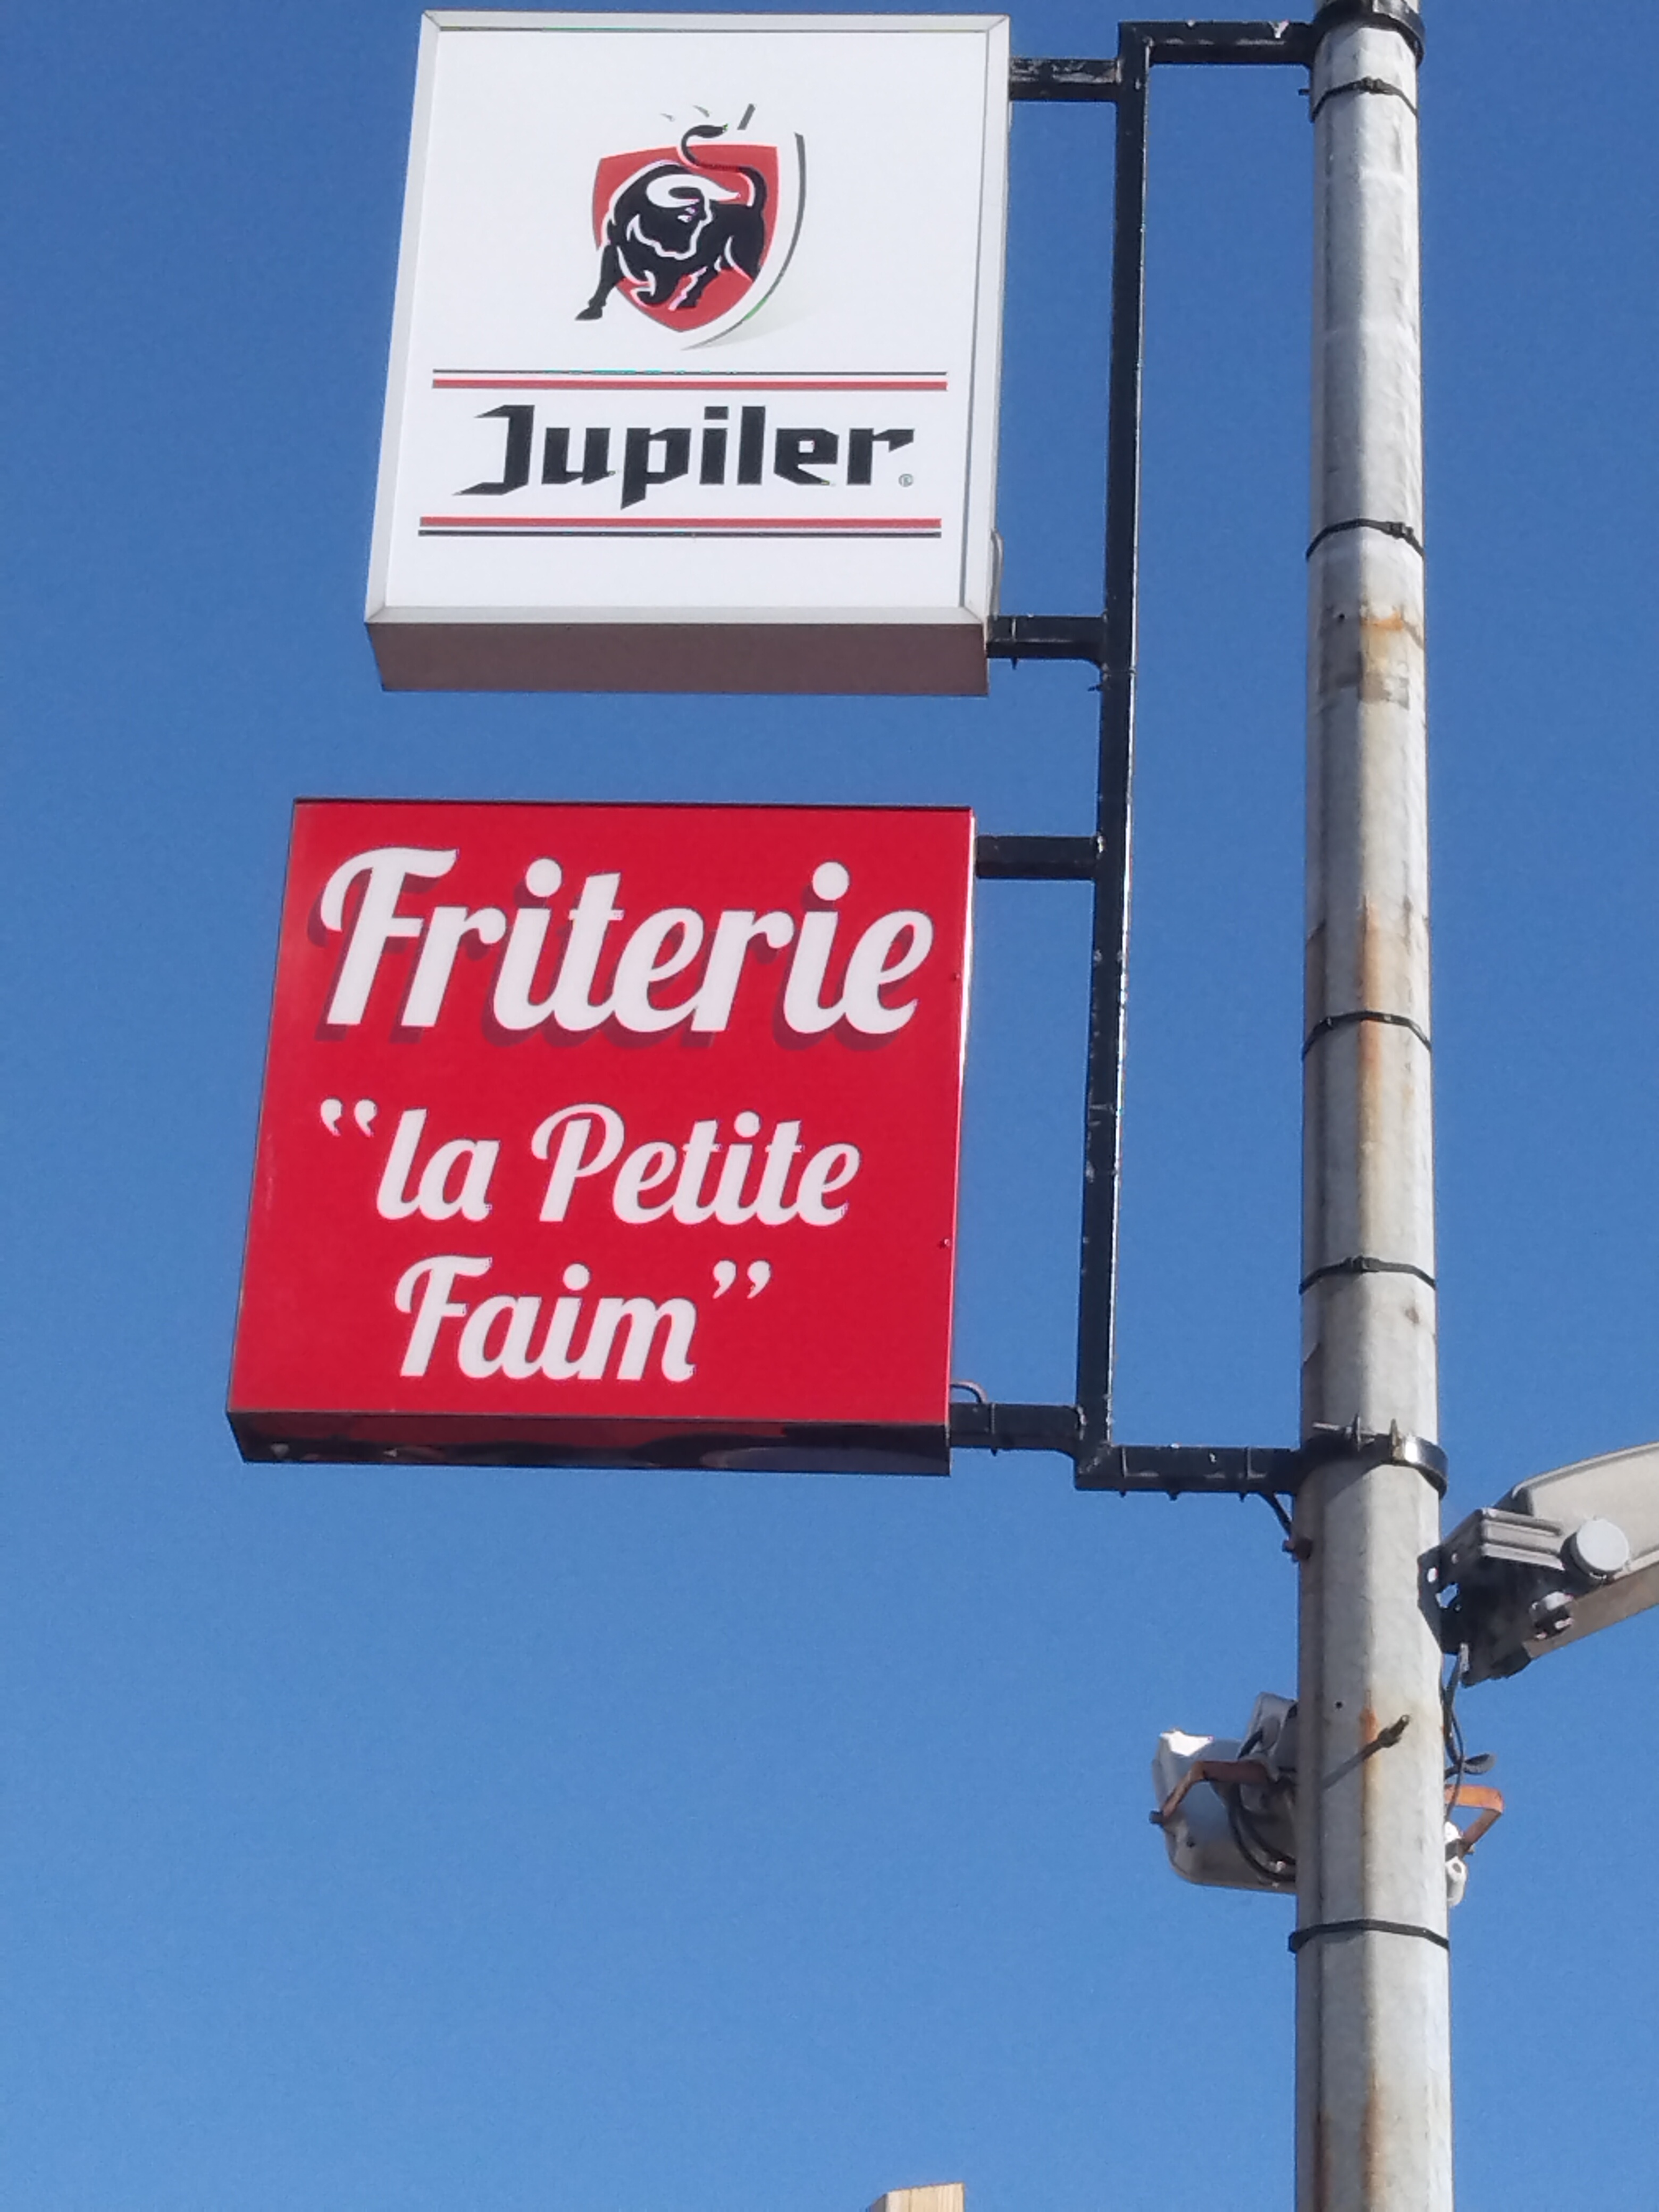 Jupiler®
Friterie
"la Petite
Faim"